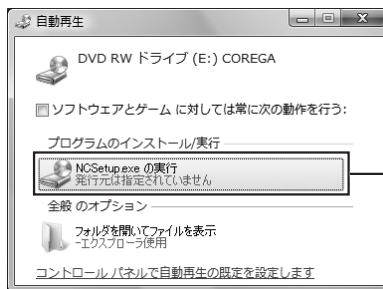 自動再生
DVD RW ドライブ (E:) COREGA
ソフトウェアとゲーム に対しては常に次の動作を行う:
プログラムのインストール/実行
NCSetup.exe の実行
発行元は指定されていません
全般 のオプション
フォルダを開いてファイルを表示
-エクスプローラ使用
コントロール パネルで自動再生の既定を設定します